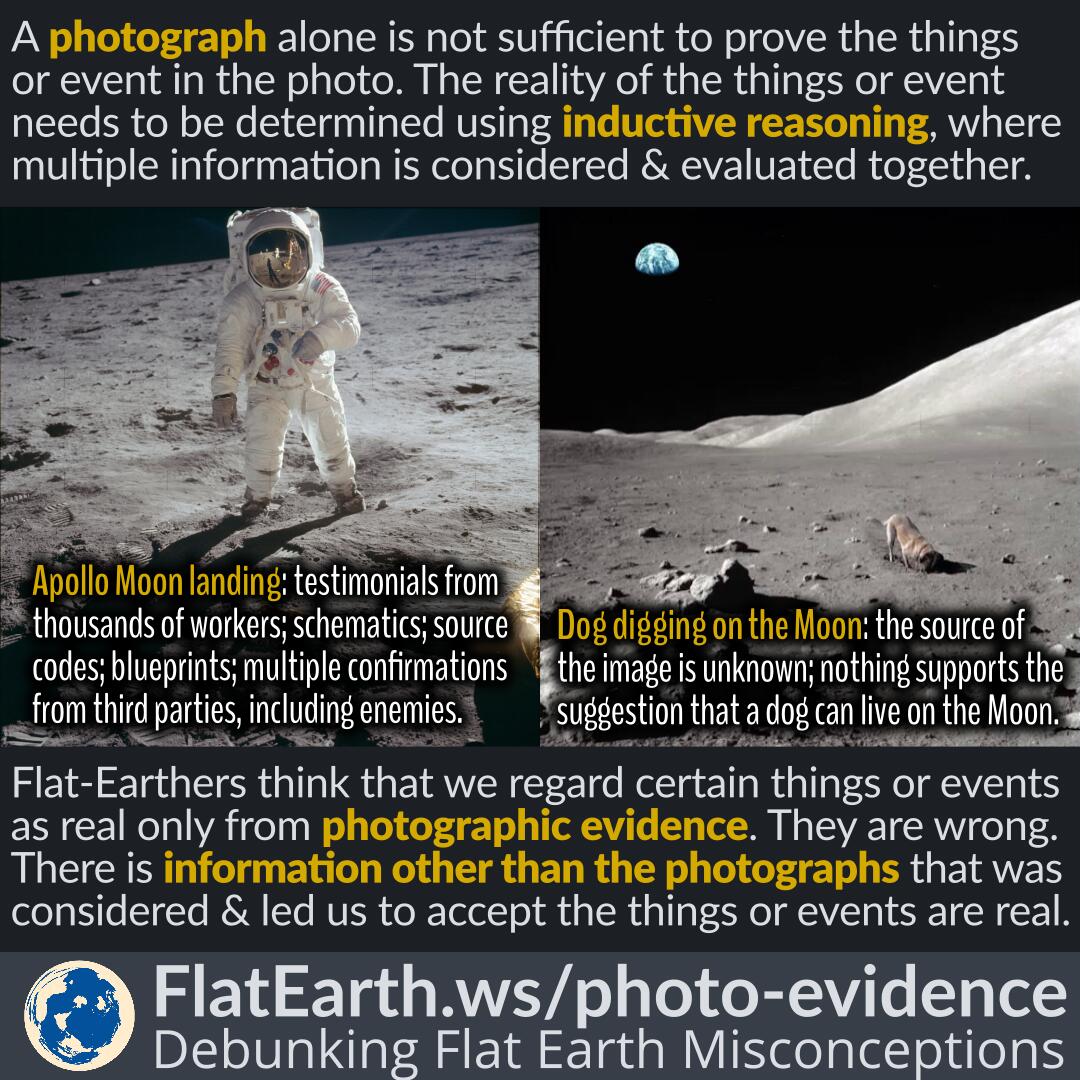 A photograph alone is not sufficient to prove the things
or event in the photo. The reality of the things or event
needs to be determined using inductive reasoning, where
multiple information is considered & evaluated together.
Apollo Moon landing: testimonials from
thousands of workers; schematics; source
codes; blueprints; multiple confirmations
from third parties, including enemies.
Dog digging on the Moon: the source of
the image is unknown; nothing supports the
suggestion that a dog can live on the Moon.
Flat-Earthers think that we regard certain things or events
as real only from photographic evidence. They are wrong.
There is information other than the photographs that was
considered & led us to accept the things or events are real.
FlatEarth.ws/photo-evidence
Debunking Flat Earth Misconceptions